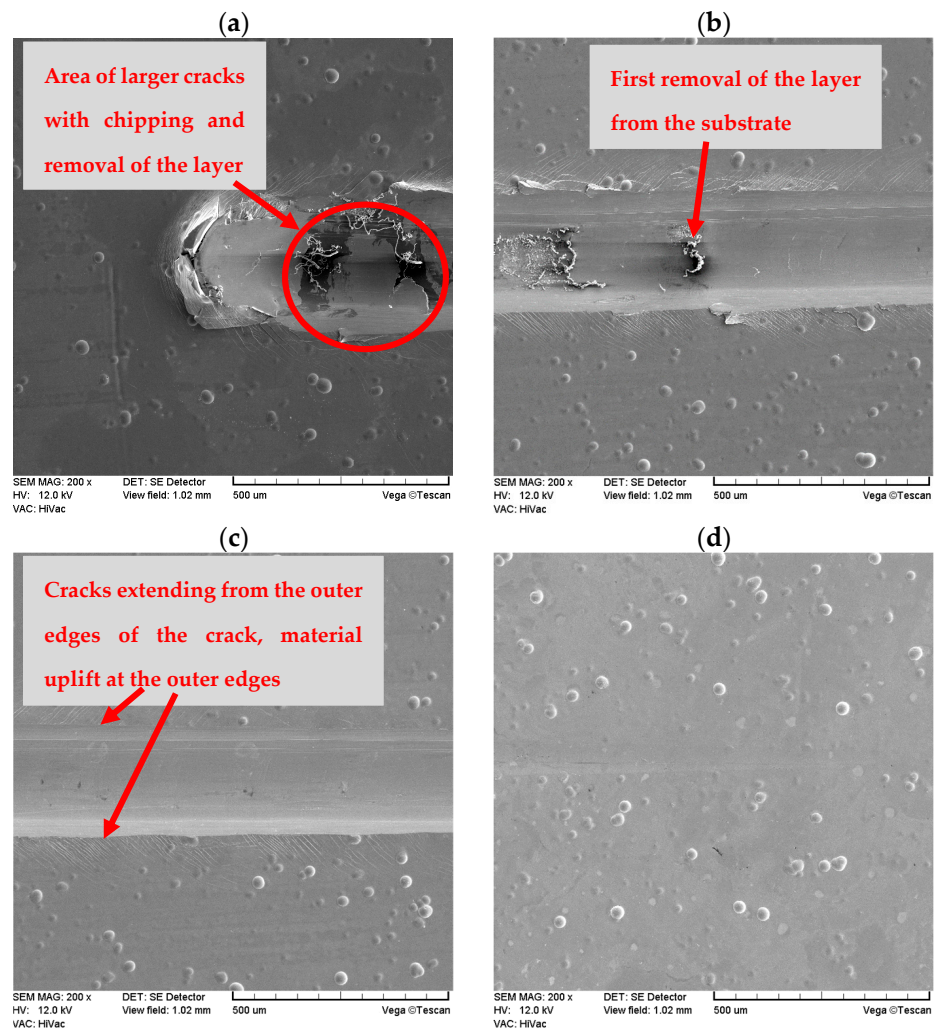 (a)
Area of larger cracks
with chipping and
removal of the layer
SEM MAG: 200 x DET: SE Detector
HV: 12.0 kV View field: 1.02 mm 500 um Vega ©Tescan
VAC: HiVac
(b)
First removal of the layer
from the substrate
SEM MAG: 200 x DET: SE Detector
HV: 12.0 kV View field: 1.02 mm 500 um Vega ©Tescan
VAC: HiVac
(c)
Cracks extending from the outer
edges of the crack, material
uplift at the outer edges
SEM MAG: 200 x DET: SE Detector
HV: 12.0 kV View field: 1.02 mm 500 um Vega ©Tescan
VAC: HiVac
(d)
SEM MAG: 200 x DET: SE Detector
HV: 12.0 kV View field: 1.02 mm 500 um Vega ©Tescan
VAC: HiVac